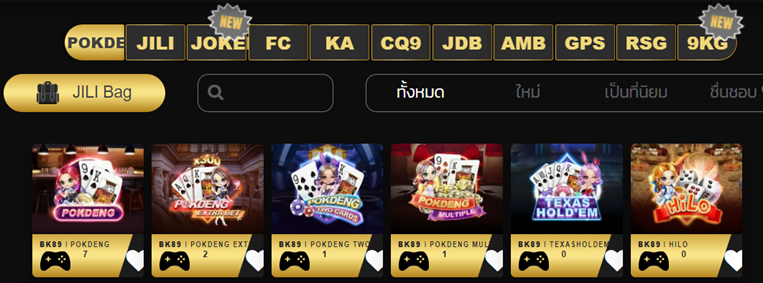 NEW NEW
POKDE JILI JOKE FC KA CQ9 JDB AMB GPS RSG 9KG
JILI Bag ทั้งหมด ใหม่ เป็นที่นิยม ชื่นชอบ
POKDENG
X300
POKDENG
EXTRA BET
POKDENG
TWO CARDS
POKDENG
MULTIPLE
TEXAS
HOLD'EM
HiLO
BK89 | POKDENG BK89 | POKDENG EXT BK89 | POKDENG TWO BK89 | POKDENG MUL BK89 | TEXASHOLDEM BK89 | HILO
7 2 1 1 0 0